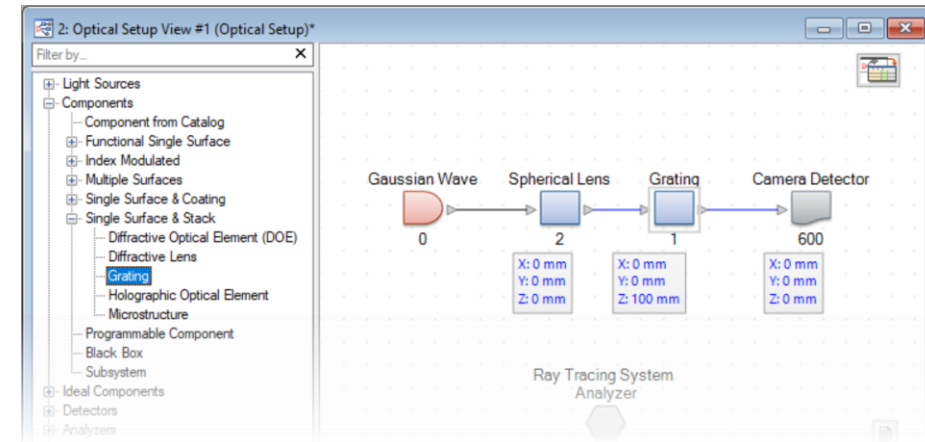 2: Optical Setup View #1 (Optical Setup)*
Filter by...
Light Sources
Components
Component from Catalog
Functional Single Surface
Index Modulated
Multiple Surfaces
Single Surface & Coating
Single Surface & Stack
Diffractive Optical Element (DOE)
Diffractive Lens
Grating
Holographic Optical Element
Microstructure
Programmable Component
Black Box
Subsystem
Ideal Components
Detectors
Analyzers
Gaussian Wave Spherical Lens Grating Camera Detector
0 2 1 600
X: 0 mm X: 0 mm X: 0 mm
Y: 0 mm Y: 0 mm Y: 0 mm
Z: 0 mm Z: 100 mm Z: 0 mm
Ray Tracing System
Analyzer